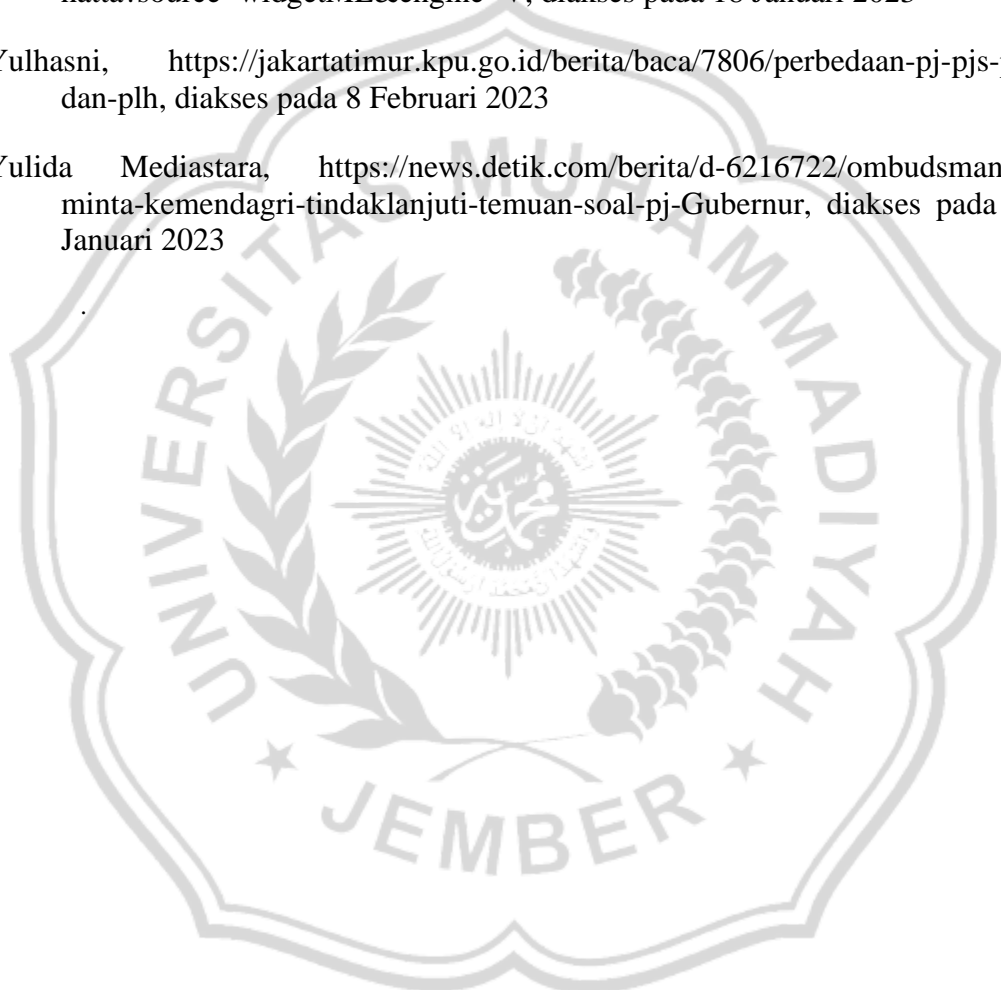 Yulhasni, https://jakartatimur.kpu.go.id/berita/baca/7806/perbedaan-pj-pjs-
dan-plh, diakses pada 8 Februari 2023
Yulida Mediastara, https://news.detik.com/berita/d-6216722/ombudsman
minta-kemendagri-tindaklanjuti-temuan-soal-pj-Gubernur, diakses pada
Januari 2023
.
UNIVERSITAS MUHAMMADIYAH
JEMBER